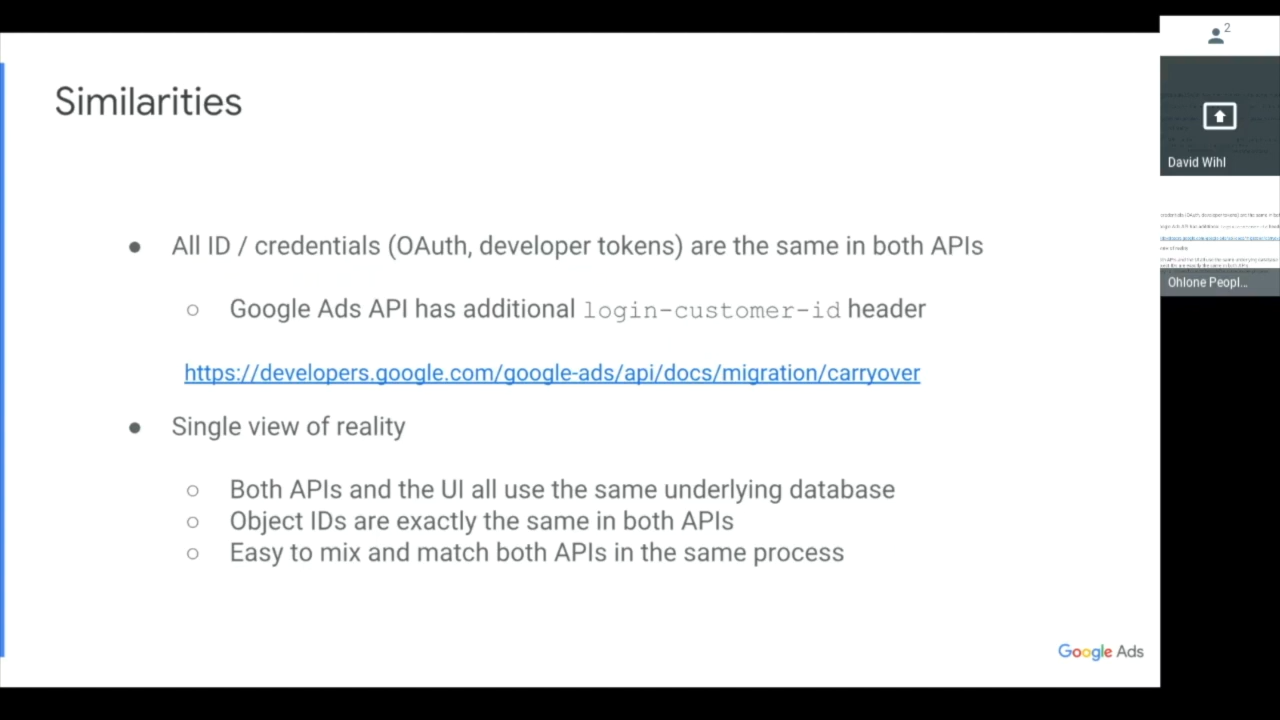 Similarities
● All ID / credentials (OAuth, developer tokens) are the same in both APIs
○ Google Ads API has additional login-customer-id header
https://developers.google.com/google-ads/api/docs/migration/carryover
● Single view of reality
○ Both APIs and the UI all use the same underlying database
○ Object IDs are exactly the same in both APIs
○ Easy to mix and match both APIs in the same process
Google Ads
2
David Wihl
Ohlone Peopl...